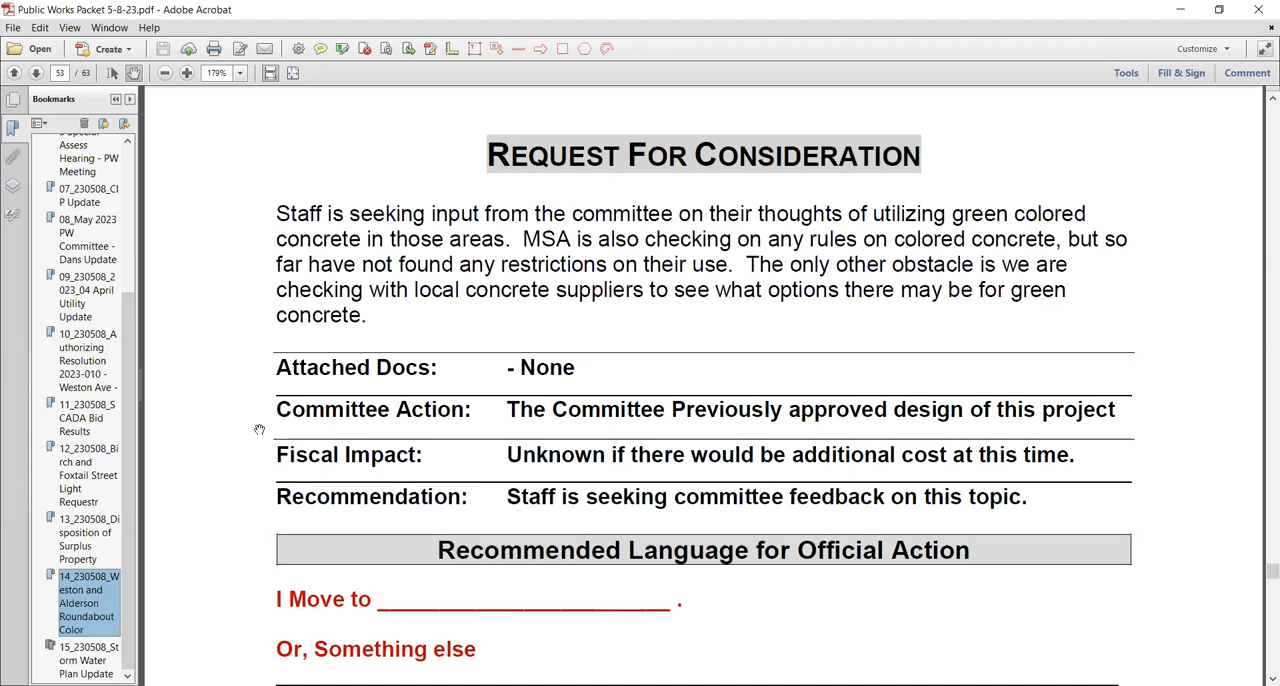 Public Works Packet 5-8-23.pdf - Adobe Acrobat
File Edit View Window Help
Open Create Customize
53 / 63 179% Tools Fill & Sign Comment
Bookmarks
s Special
Assess
Hearing - PW
Meeting
07_230508_CI
P Update
08_May 2023
PW
Committee -
Dans Update
09_230508_2
023_04 April
Utility
Update
10_230508_A
uthorizing
Resolution
2023-010 -
Weston Ave -
11_230508_S
CADA Bid
Results
12_230508_Bi
rch and
Foxtail Street
Light
Requestr
13_230508_Di
sposition of
Surplus
Property
14_230508_W
eston and
Alderson
Roundabout
Color
15_230508_St
orm Water
Plan Update
REQUEST FOR CONSIDERATION
Staff is seeking input from the committee on their thoughts of utilizing green colored
concrete in those areas.  MSA is also checking on any rules on colored concrete, but so
far have not found any restrictions on their use.  The only other obstacle is we are
checking with local concrete suppliers to see what options there may be for green
concrete.
Attached Docs: - None
Committee Action: The Committee Previously approved design of this project
Fiscal Impact: Unknown if there would be additional cost at this time.
Recommendation: Staff is seeking committee feedback on this topic.
Recommended Language for Official Action
I Move to ________________________ .
Or, Something else